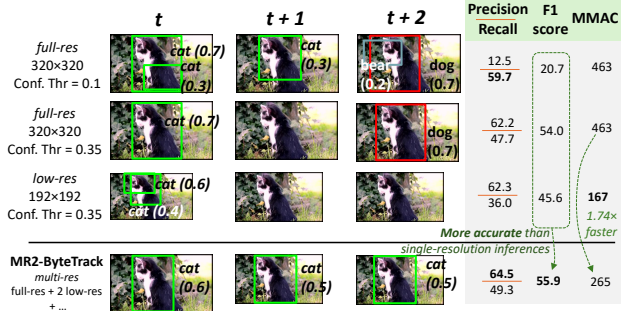 t t + 1 t + 2 Precision F1 MMAC
Recall score
full-res
320×320
Conf. Thr = 0.1
cat (0.7)
cat
(0.3)
cat
(0.3)
bear
(0.2)
dog
(0.7)
12.5
59.7
20.7
463
full-res
320×320
Conf. Thr = 0.35
cat (0.7)
dog
(0.7)
62.2
47.7
54.0
463
low-res
192×192
Conf. Thr = 0.35
cat (0.6)
cat (0.4)
62.3
36.0
45.6
167
1.74×
faster
More accurate than
single-resolution inferences
MR2-ByteTrack
multi-res
full-res + 2 low-res
+ ...
cat
(0.6)
cat
(0.5)
cat
(0.5)
64.5
49.3
55.9
265